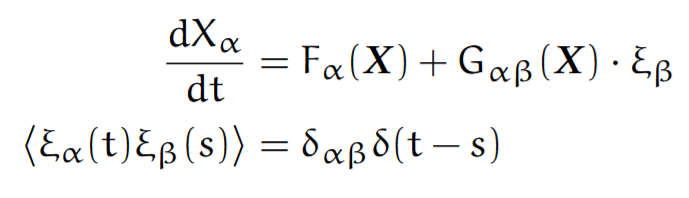 dX_α/dt = F_α(X) + G_αβ(X) · ξ_β
⟨ξ_α(t)ξ_β(s)⟩ = δ_αβ δ(t − s)